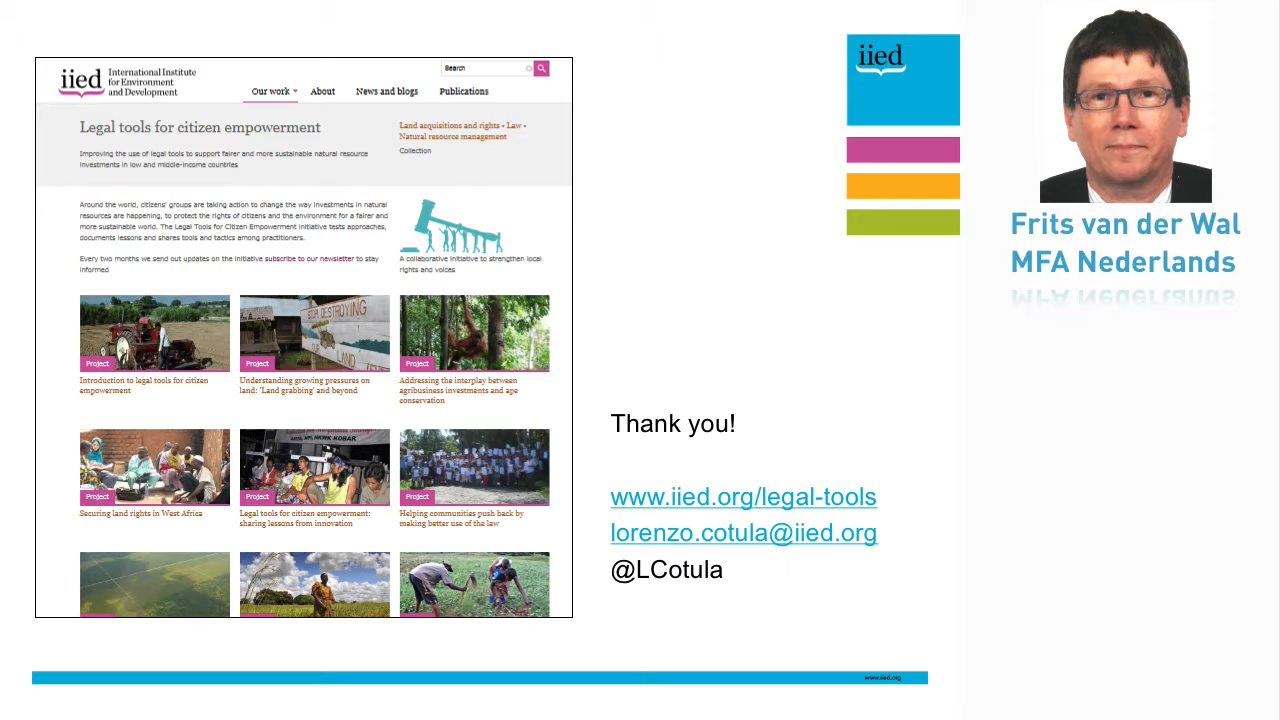 iied International Institute
for Environment
and Development
Search
Our work
About
News and blogs
Publications
Legal tools for citizen empowerment
Improving the use of legal tools to support fairer and more sustainable natural resource
investments in low and middle-income countries
Land acquisitions and rights • Law •
Natural resource management
Collection
Around the world, citizens' groups are taking action to change the way investments in natural
resources are happening, to protect the rights of citizens and the environment for a fairer and
more sustainable world. The Legal Tools for Citizen Empowerment initiative tests approaches,
documents lessons and shares tools and tactics among practitioners.
Every two months we send out updates on the initiative subscribe to our newsletter to stay
informed
A collaborative initiative to strengthen local
rights and voices
STOP DESTROYING
OUR LAND
Project
Project
Project
Introduction to legal tools for citizen
empowerment
Understanding growing pressures on
land: 'Land grabbing' and beyond
Addressing the interplay between
agribusiness investments and ape
conservation
Project
Project
Project
Securing land rights in West Africa
Legal tools for citizen empowerment:
sharing lessons from innovation
Helping communities push back by
making better use of the law
Thank you!
www.iied.org/legal-tools
lorenzo.cotula@iied.org
@LCotula
iied
www.iied.org
Frits van der Wal
MFA Nederlands